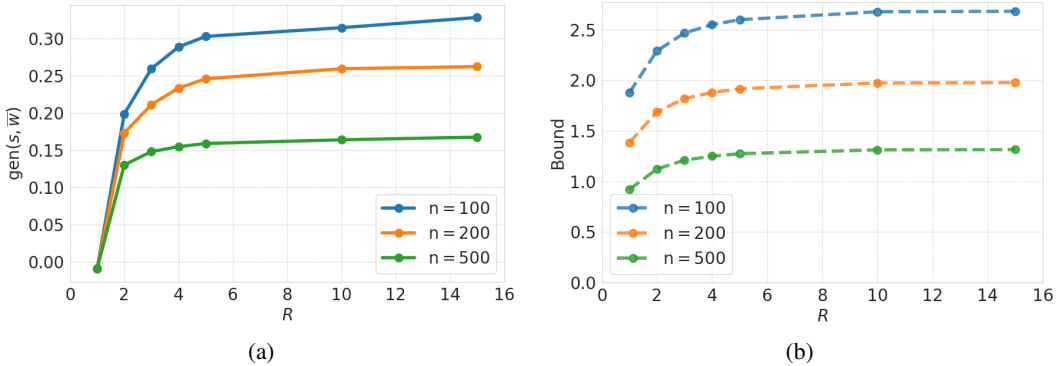 gen(s, w̅)
0.30
0.25
0.20
0.15
0.10
0.05
0.00
n = 100
n = 200
n = 500
0 2 4 6 8 10 12 14 16
R
(a)
Bound
2.5
2.0
1.5
1.0
0.5
0.0
n = 100
n = 200
n = 500
0 2 4 6 8 10 12 14 16
R
(b)